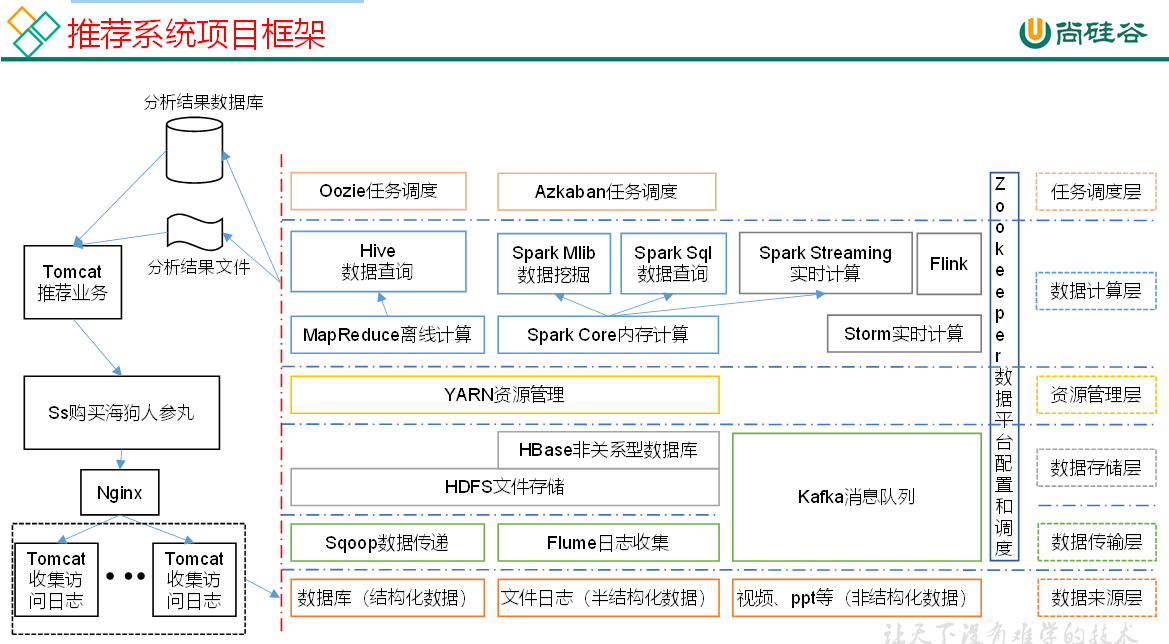 推荐系统项目框架
尚硅谷
分析结果数据库
分析结果文件
Tomcat
推荐业务
Ss购买海狗人参丸
Nginx
Tomcat
收集访
问日志
Tomcat
收集访
问日志
Oozie任务调度
Azkaban任务调度
任务调度层
Hive
数据查询
Spark Mlib
数据挖掘
Spark Sql
数据查询
Spark Streaming
实时计算
Flink
数据计算层
MapReduce离线计算
Spark Core内存计算
Storm实时计算
YARN资源管理
资源管理层
HBase非关系型数据库
HDFS文件存储
Kafka消息队列
数据存储层
Sqoop数据传递
Flume日志收集
数据传输层
数据库（结构化数据）
文件日志（半结构化数据）
视频、ppt等（非结构化数据）
数据来源层
Zookeeper数据平台配置和调度
让天下没有难学的技术